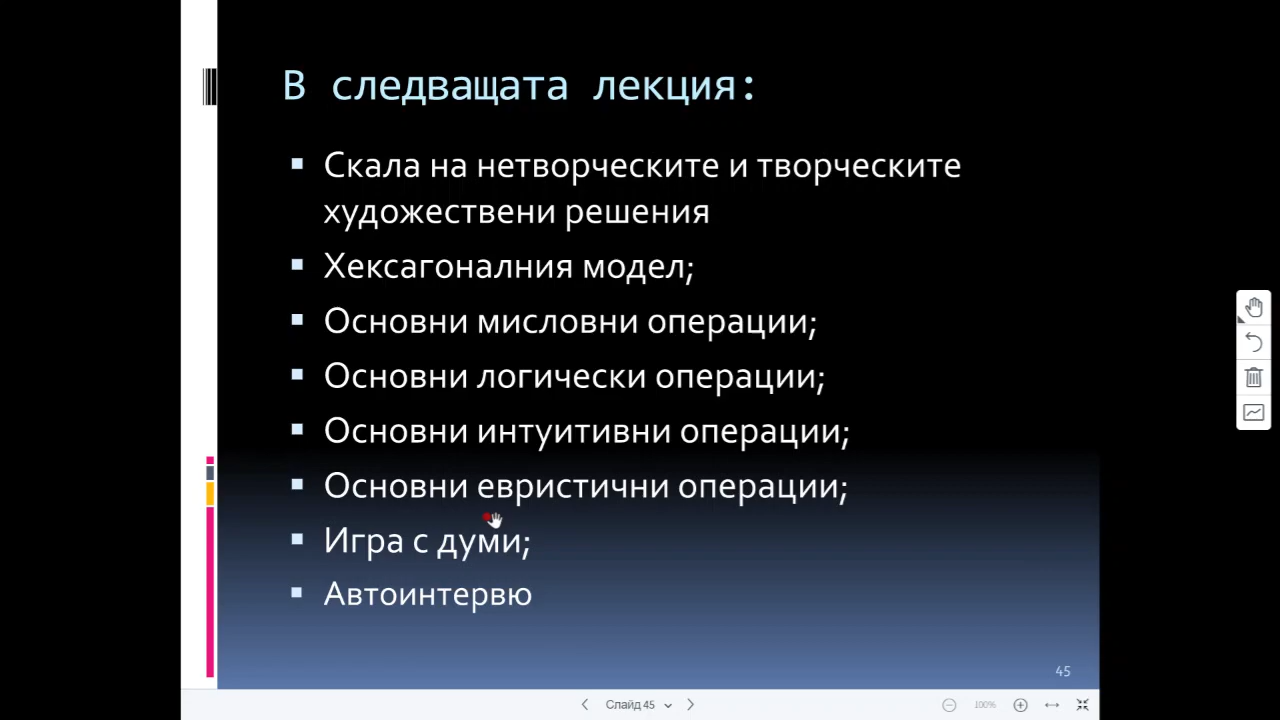 В следващата лекция:
Скала на нетворческите и творческите
художествени решения
Хексагоналния модел;
Основни мисловни операции;
Основни логически операции;
Основни интуитивни операции;
Основни евристични операции;
Игра с думи;
Автоинтервю
45
Слайд 45
100%